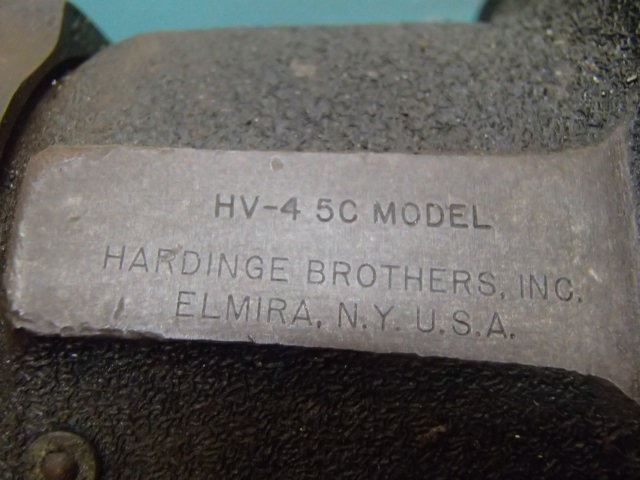 HV-4 5C MODEL
HARDINGE BROTHERS, INC.
ELMIRA, N.Y. U.S.A.